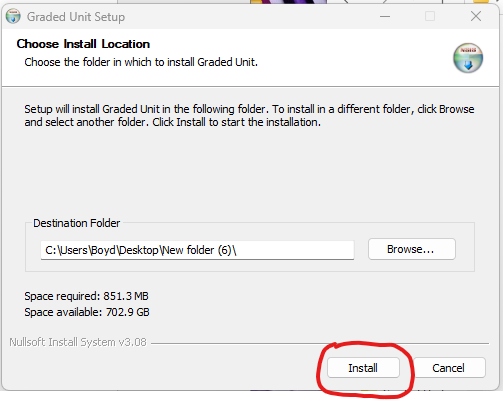 Graded Unit Setup
Choose Install Location
Choose the folder in which to install Graded Unit.
Setup will install Graded Unit in the following folder. To install in a different folder, click Browse
and select another folder. Click Install to start the installation.
Destination Folder
C:\Users\Boyd\Desktop\New folder (6)\
Browse...
Space required: 851.3 MB
Space available: 702.9 GB
Nullsoft Install System v3.08
Install
Cancel